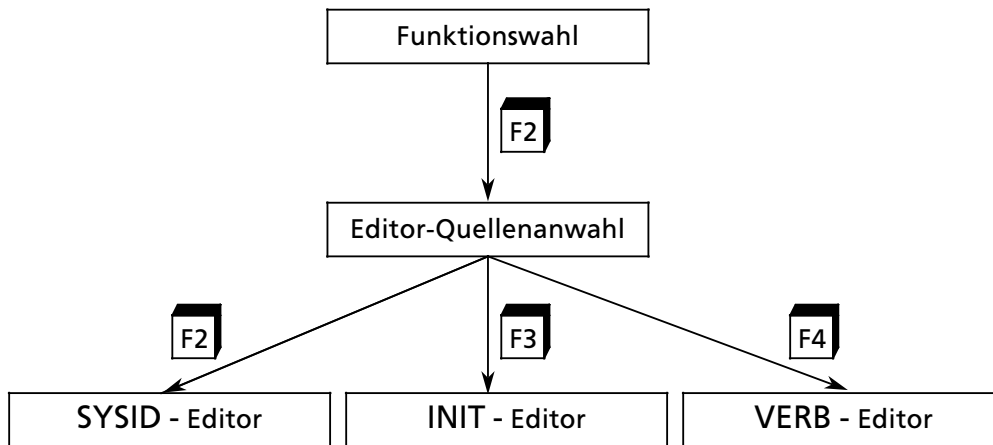 Funktionswahl
F2
Editor-Quellenanwahl
F2
F3
F4
SYSID - Editor
INIT - Editor
VERB - Editor